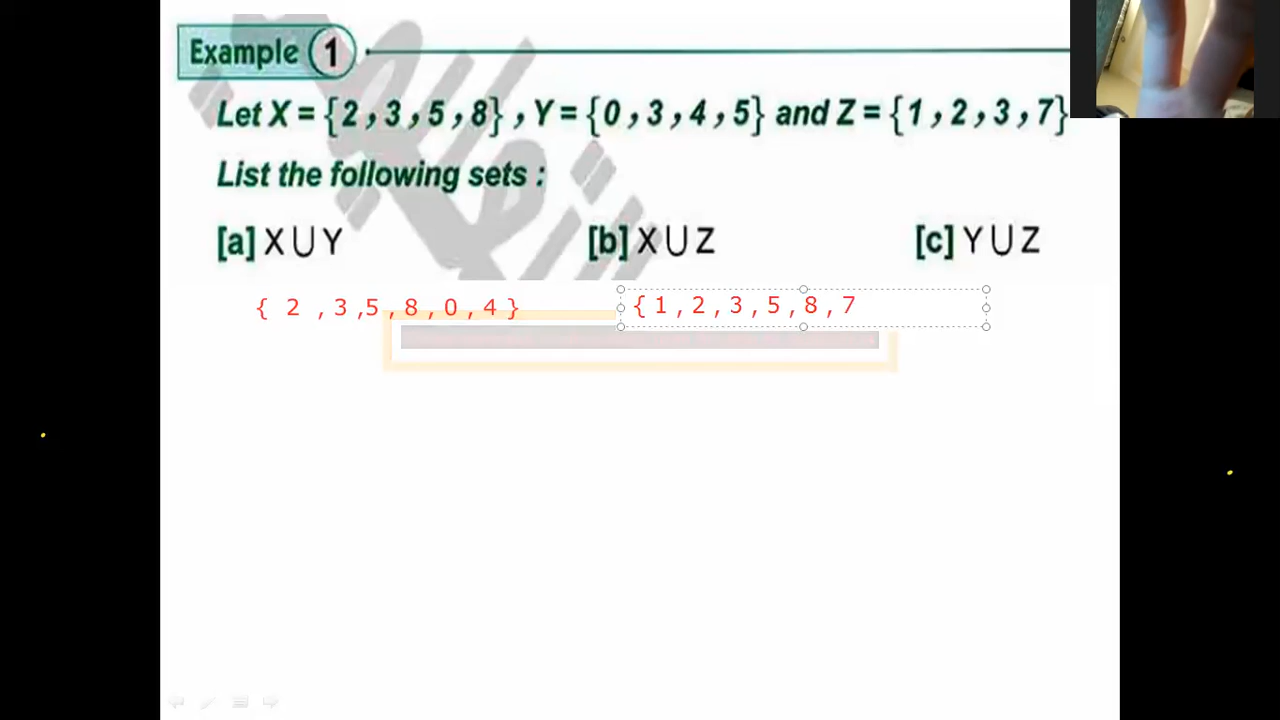 Example 1
Let X = {2 , 3 , 5 , 8} , Y = {0 , 3 , 4 , 5} and Z = {1 , 2 , 3 , 7}
List the following sets :
[a] X ⋃ Y [b] X ⋃ Z [c] Y ⋃ Z
{ 2 , 3 ,5 , 8 , 0 , 4 } { 1 , 2 , 3 , 5 , 8 , 7